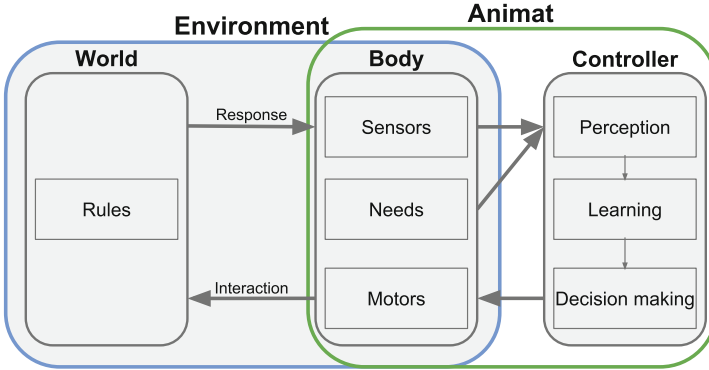 Animat
Environment
World
Body
Controller
Response
Sensors
Perception
Rules
Needs
Learning
Interaction
Motors
Decision making